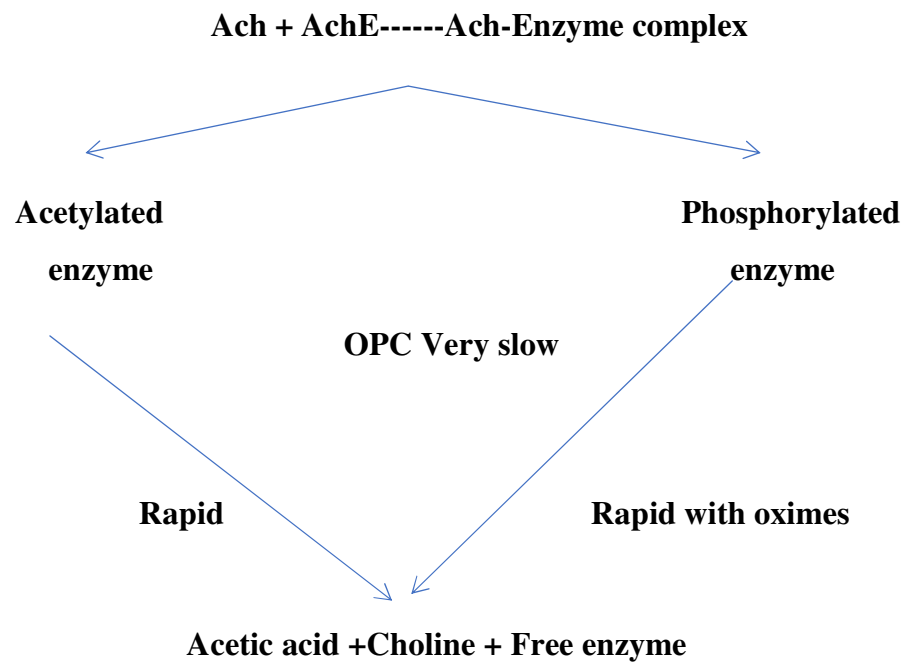 Ach + AchE------Ach-Enzyme complex
Acetylated
enzyme
Phosphorylated
enzyme
OPC Very slow
Rapid
Rapid with oximes
Acetic acid +Choline + Free enzyme